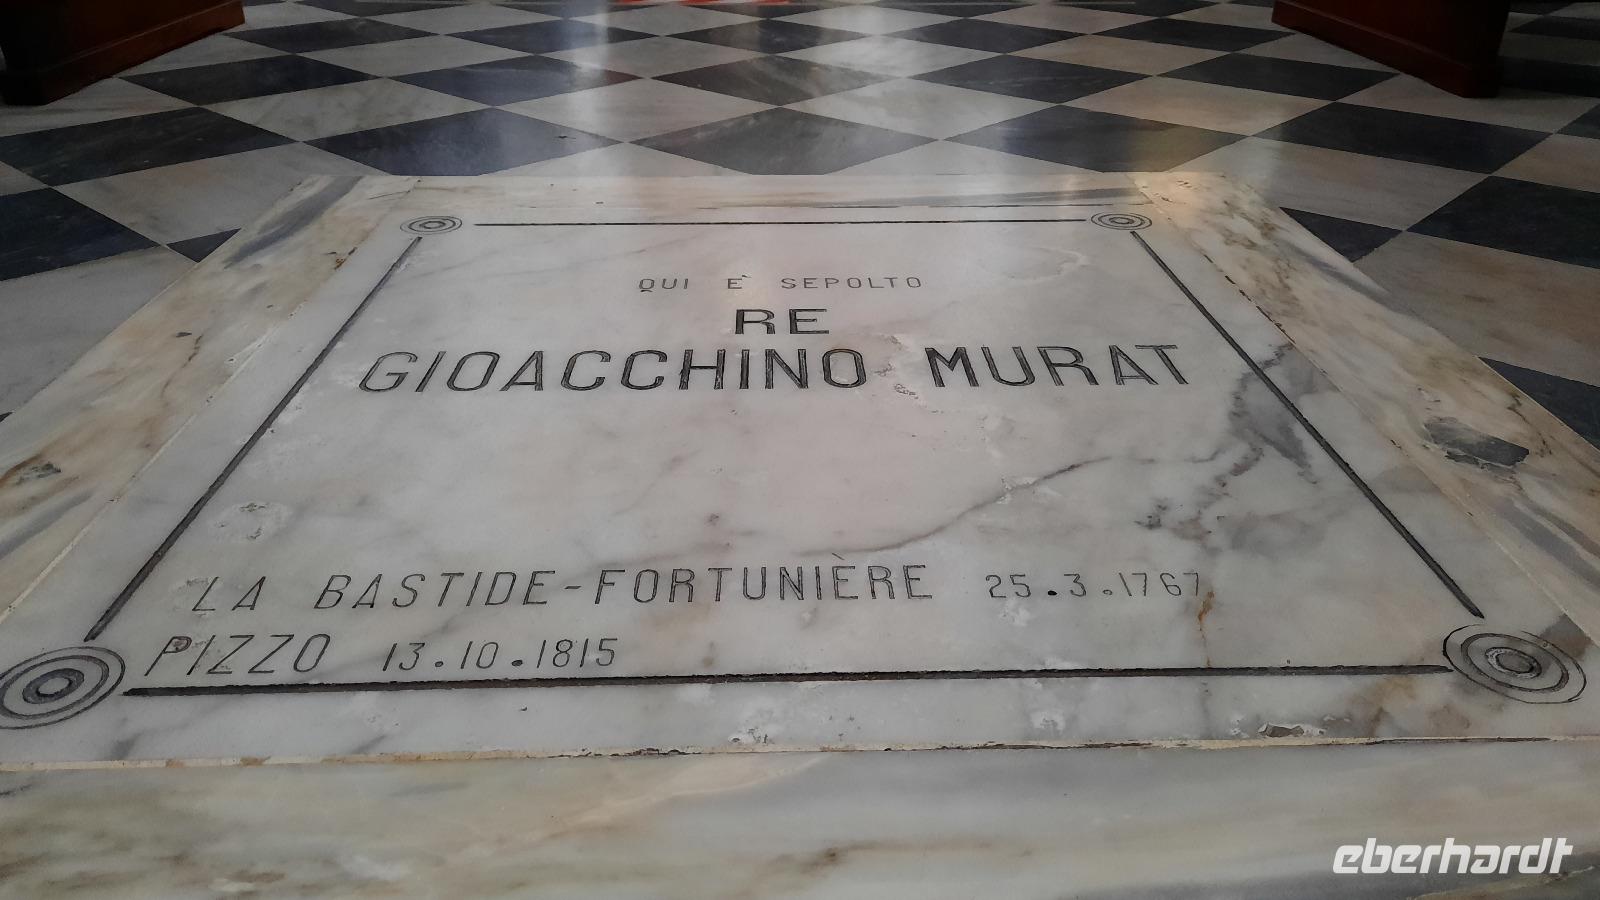 QUI E' SEPOLTO
RE
GIOACCHINO MURAT
LA BASTIDE-FORTUNIÈRE 25.3.1767
PIZZO 13.10.1815
eberhardt